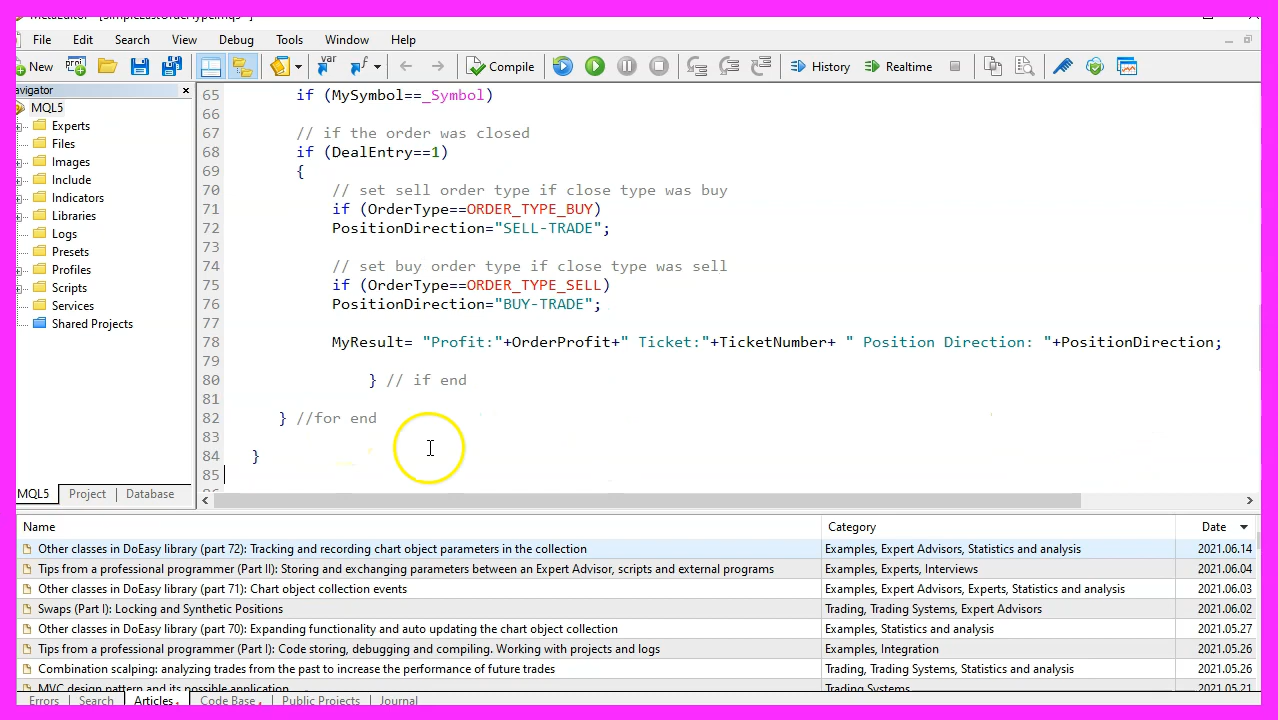 MetaEditor - [SimpleLastOrderType.mq5 *]
File Edit Search View Debug Tools Window Help
New Compile History Realtime
avigator
MQL5
Experts
Files
Images
Include
Indicators
Libraries
Logs
Presets
Profiles
Scripts
Services
Shared Projects
MQL5 Project Database
65 if (MySymbol==_Symbol)
66
67 // if the order was closed
68 if (DealEntry==1)
69 {
70 // set sell order type if close type was buy
71 if (OrderType==ORDER_TYPE_BUY)
72 PositionDirection="SELL-TRADE";
73
74 // set buy order type if close type was sell
75 if (OrderType==ORDER_TYPE_SELL)
76 PositionDirection="BUY-TRADE";
77
78 MyResult= "Profit:"+OrderProfit+" Ticket:"+TicketNumber+ " Position Direction: "+PositionDirection;
79
80 } // if end
81
82 } //for end
83
84 }
85
Name Category Date
Other classes in DoEasy library (part 72): Tracking and recording chart object parameters in the collection Examples, Expert Advisors, Statistics and analysis 2021.06.14
Tips from a professional programmer (Part II): Storing and exchanging parameters between an Expert Advisor, scripts and external programs Examples, Experts, Interviews 2021.06.04
Other classes in DoEasy library (part 71): Chart object collection events Examples, Expert Advisors, Experts, Statistics and analysis 2021.06.03
Swaps (Part I): Locking and Synthetic Positions Trading, Trading Systems, Expert Advisors 2021.06.02
Other classes in DoEasy library (part 70): Expanding functionality and auto updating the chart object collection Examples, Statistics and analysis 2021.05.27
Tips from a professional programmer (Part I): Code storing, debugging and compiling. Working with projects and logs Examples, Integration 2021.05.26
Combination scalping: analyzing trades from the past to increase the performance of future trades Trading, Trading Systems, Statistics and analysis 2021.05.26
MVC design pattern and its possible application Trading Systems 2021.05.21
Errors Search Articles Code Base Public Projects Journal